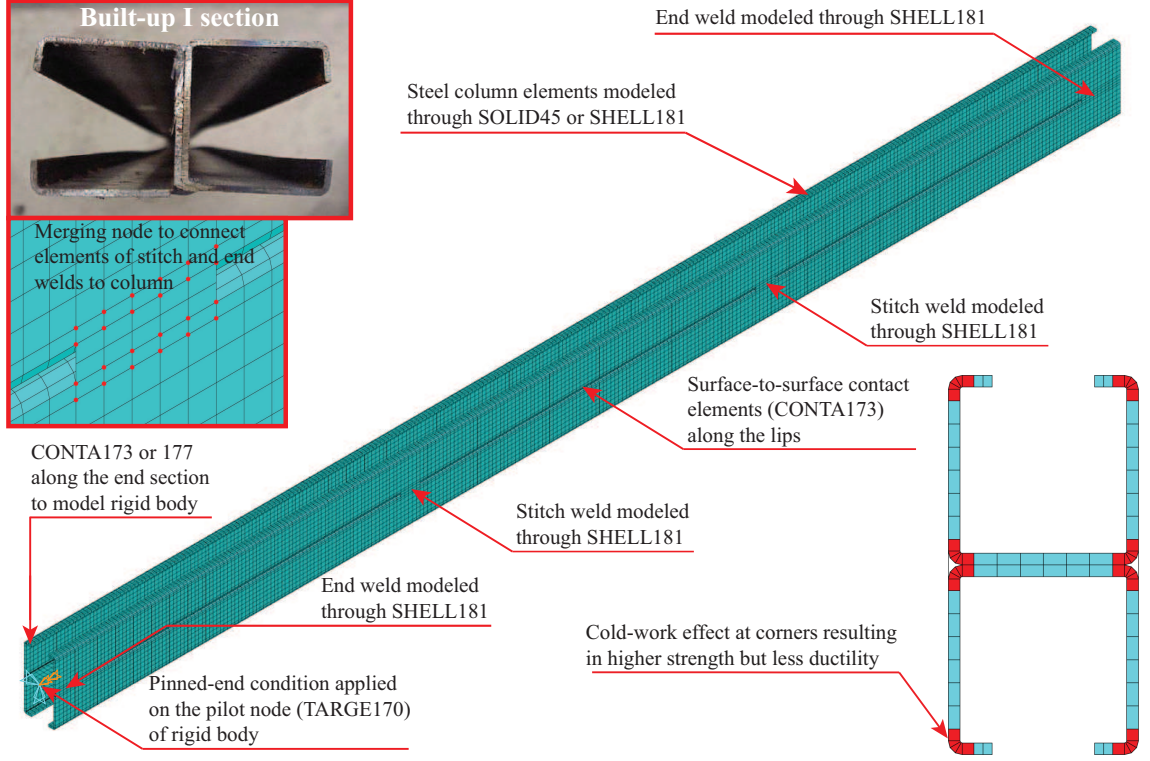 Built-up I section
End weld modeled through SHELL181
Steel column elements modeled
through SOLID45 or SHELL181
Merging node to connect
elements of stitch and end
welds to column
Stitch weld modeled
through SHELL181
Surface-to-surface contact
elements (CONTA173)
along the lips
CONTA173 or 177
along the end section
to model rigid body
Stitch weld modeled
through SHELL181
End weld modeled
through SHELL181
Cold-work effect at corners resulting
in higher strength but less ductility
Pinned-end condition applied
on the pilot node (TARGE170)
of rigid body